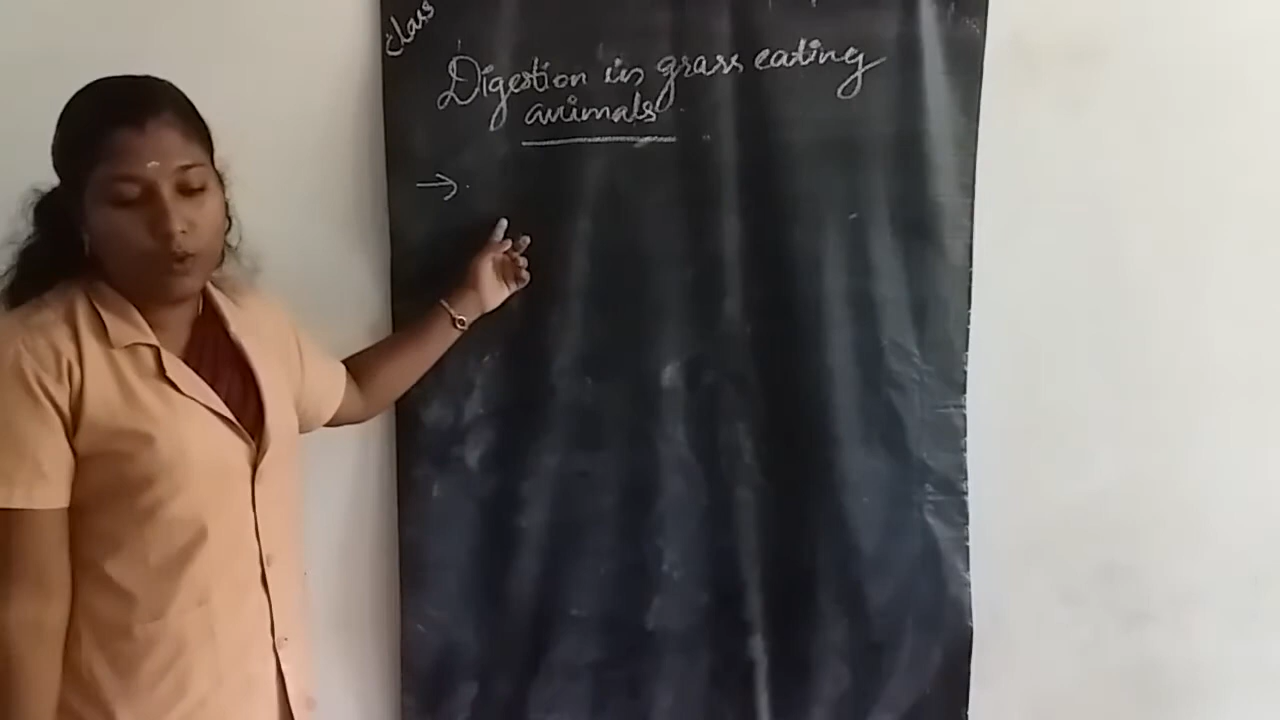 Class
Digestion in grass eating
animals
→